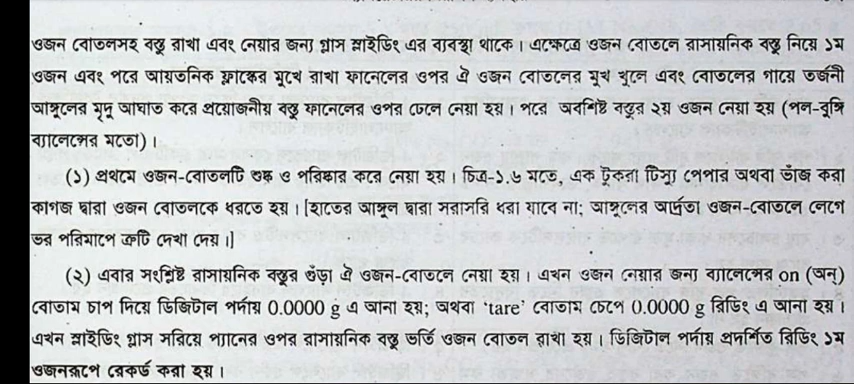 ওজন বোতলসহ বস্তু রাখা এবং নেয়ার জন্য গ্লাস স্লাইডিং এর ব্যবস্থা থাকে। এক্ষেত্রে ওজন বোতলে রাসায়নিক বস্তু নিয়ে ১ম
ওজন এবং পরে আয়তনিক ফ্লাস্কের মুখে রাখা ফানেলের ওপর ঐ ওজন বোতলের মুখ খুলে এবং বোতলের গায়ে তর্জনী
আঙ্গুলের মৃদু আঘাত করে প্রয়োজনীয় বস্তু ফানেলের ওপর ঢেলে নেয়া হয়। পরে অবশিষ্ট বস্তুর ২য় ওজন নেয়া হয় (পল-বুঙ্গি
ব্যালেন্সের মতো)।
(১) প্রথমে ওজন-বোতলটি শুষ্ক ও পরিষ্কার করে নেয়া হয়। চিত্র-১.৬ মতে, এক টুকরা টিস্যু পেপার অথবা ভাঁজ করা
কাগজ দ্বারা ওজন বোতলকে ধরতে হয়। [হাতের আঙ্গুল দ্বারা সরাসরি ধরা যাবে না; আঙ্গুলের আর্দ্রতা ওজন-বোতলে লেগে
ভর পরিমাপে ত্রুটি দেখা দেয়।]
(২) এবার সংশ্লিষ্ট রাসায়নিক বস্তুর গুঁড়া ঐ ওজন-বোতলে নেয়া হয়। এখন ওজন নেয়ার জন্য ব্যালেন্সের on (অন্)
বোতাম চাপ দিয়ে ডিজিটাল পর্দায় 0.0000 g এ আনা হয়; অথবা ‘tare’ বোতাম চেপে 0.0000 g রিডিং এ আনা হয়।
এখন স্লাইডিং গ্লাস সরিয়ে প্যানের ওপর রাসায়নিক বস্তু ভর্তি ওজন বোতল রাখা হয়। ডিজিটাল পর্দায় প্রদর্শিত রিডিং ১ম
ওজনরূপে রেকর্ড করা হয়।